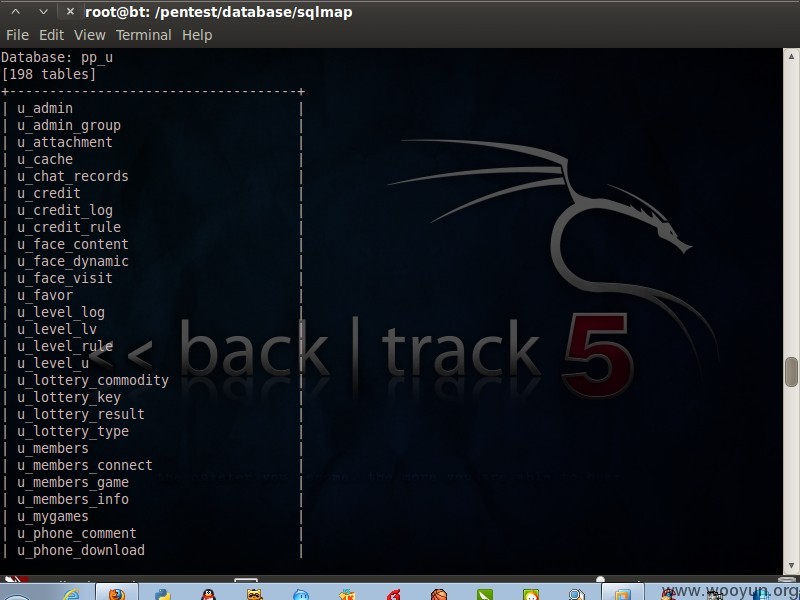 root@bt: /pentest/database/sqlmap
File Edit View Terminal Help
Database: pp_u
[198 tables]
+------------------------------------+
| u_admin |
| u_admin_group |
| u_attachment |
| u_cache |
| u_chat_records |
| u_credit |
| u_credit_log |
| u_credit_rule |
| u_face_content |
| u_face_dynamic |
| u_face_visit |
| u_favor |
| u_level_log |
| u_level_lv |
| u_level_rule |
| u_level_u |
| u_lottery_commodity |
| u_lottery_key |
| u_lottery_result |
| u_lottery_type |
| u_members |
| u_members_connect |
| u_members_game |
| u_members_info |
| u_mygames |
| u_phone_comment |
| u_phone_download |
<< back | track 5
www.wooyun.org